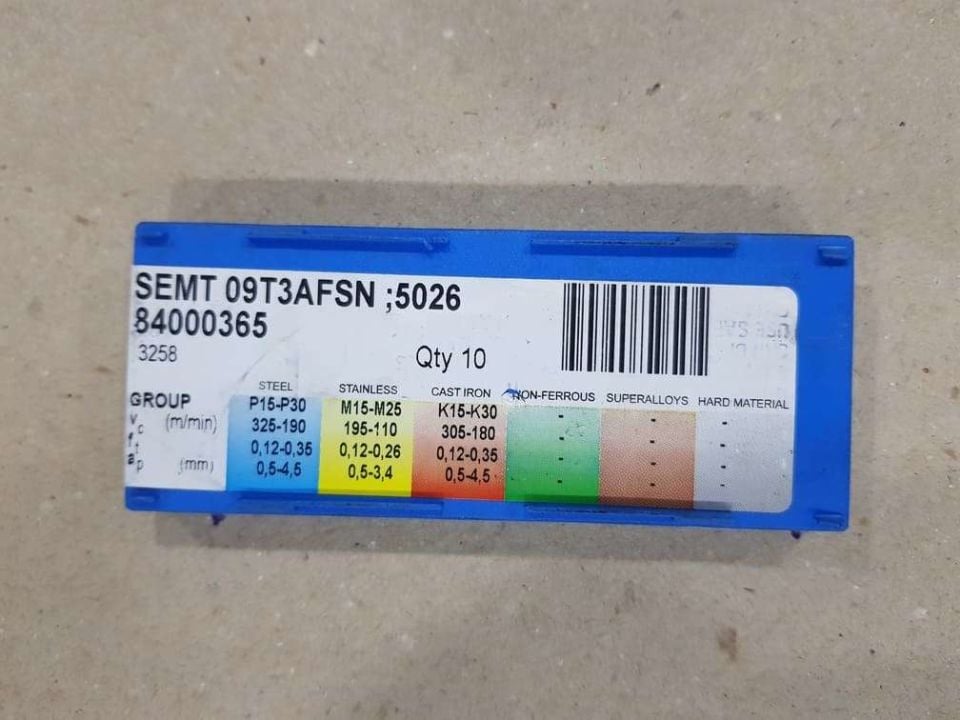 SEMT 09T3AFSN ;5026
84000365
3258
Qty 10
STEEL STAINLESS CAST IRON NON-FERROUS SUPERALLOYS HARD MATERIAL
GROUP P15-P30 M15-M25 K15-K30 - - -
vc (m/min) 325-190 195-110 305-180 - - -
ft 0,12-0,35 0,12-0,26 0,12-0,35 - - -
ap (mm) 0,5-4,5 0,5-3,4 0,5-4,5 - - -